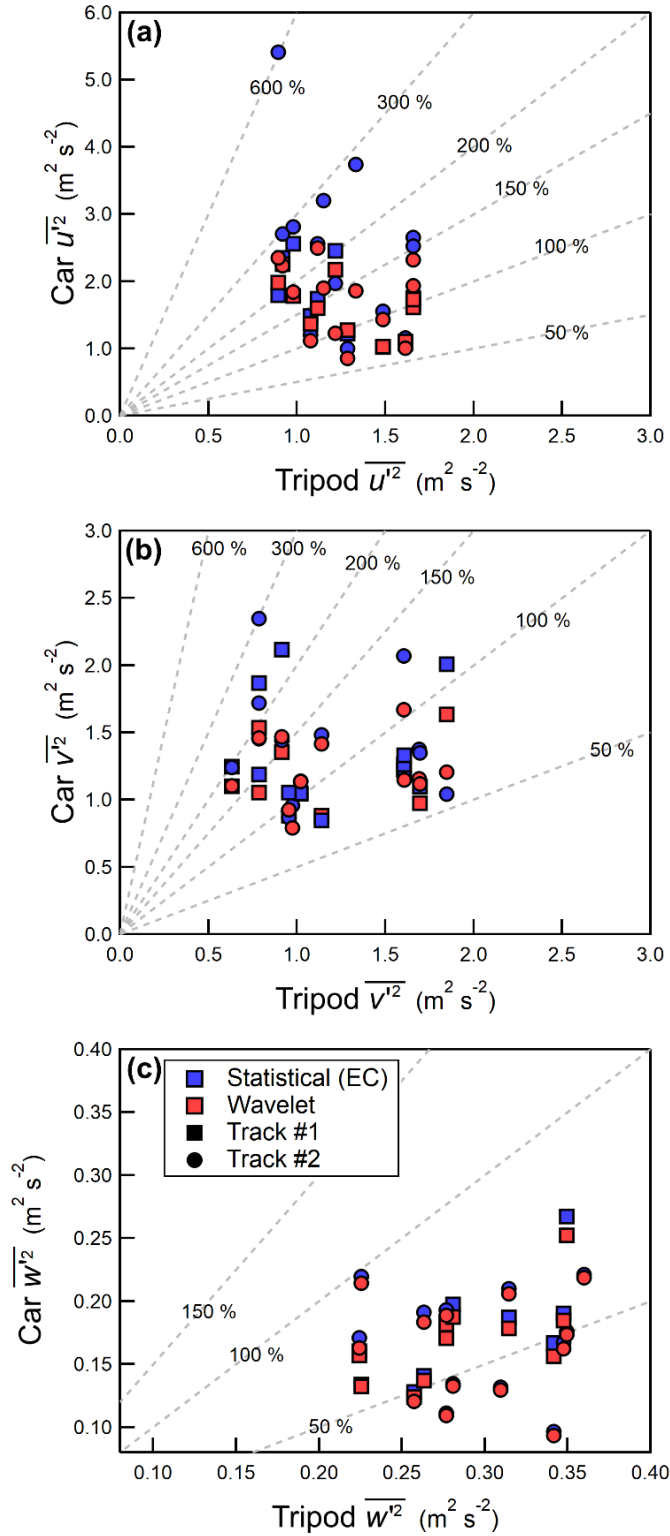 (a)
6.0
5.0
4.0
3.0
2.0
1.0
0.0
600 %
300 %
200 %
150 %
100 %
50 %
Car u'² (m² s⁻²)
0.0 0.5 1.0 1.5 2.0 2.5 3.0
Tripod u'² (m² s⁻²)
(b)
3.0
2.5
2.0
1.5
1.0
0.5
0.0
600 %
300 %
200 %
150 %
100 %
50 %
Car v'² (m² s⁻²)
0.0 0.5 1.0 1.5 2.0 2.5 3.0
Tripod v'² (m² s⁻²)
(c)
0.40
0.35
0.30
0.25
0.20
0.15
0.10
Statistical (EC)
Wavelet
Track #1
Track #2
150 %
100 %
50 %
Car w'² (m² s⁻²)
0.10 0.15 0.20 0.25 0.30 0.35 0.40
Tripod w'² (m² s⁻²)